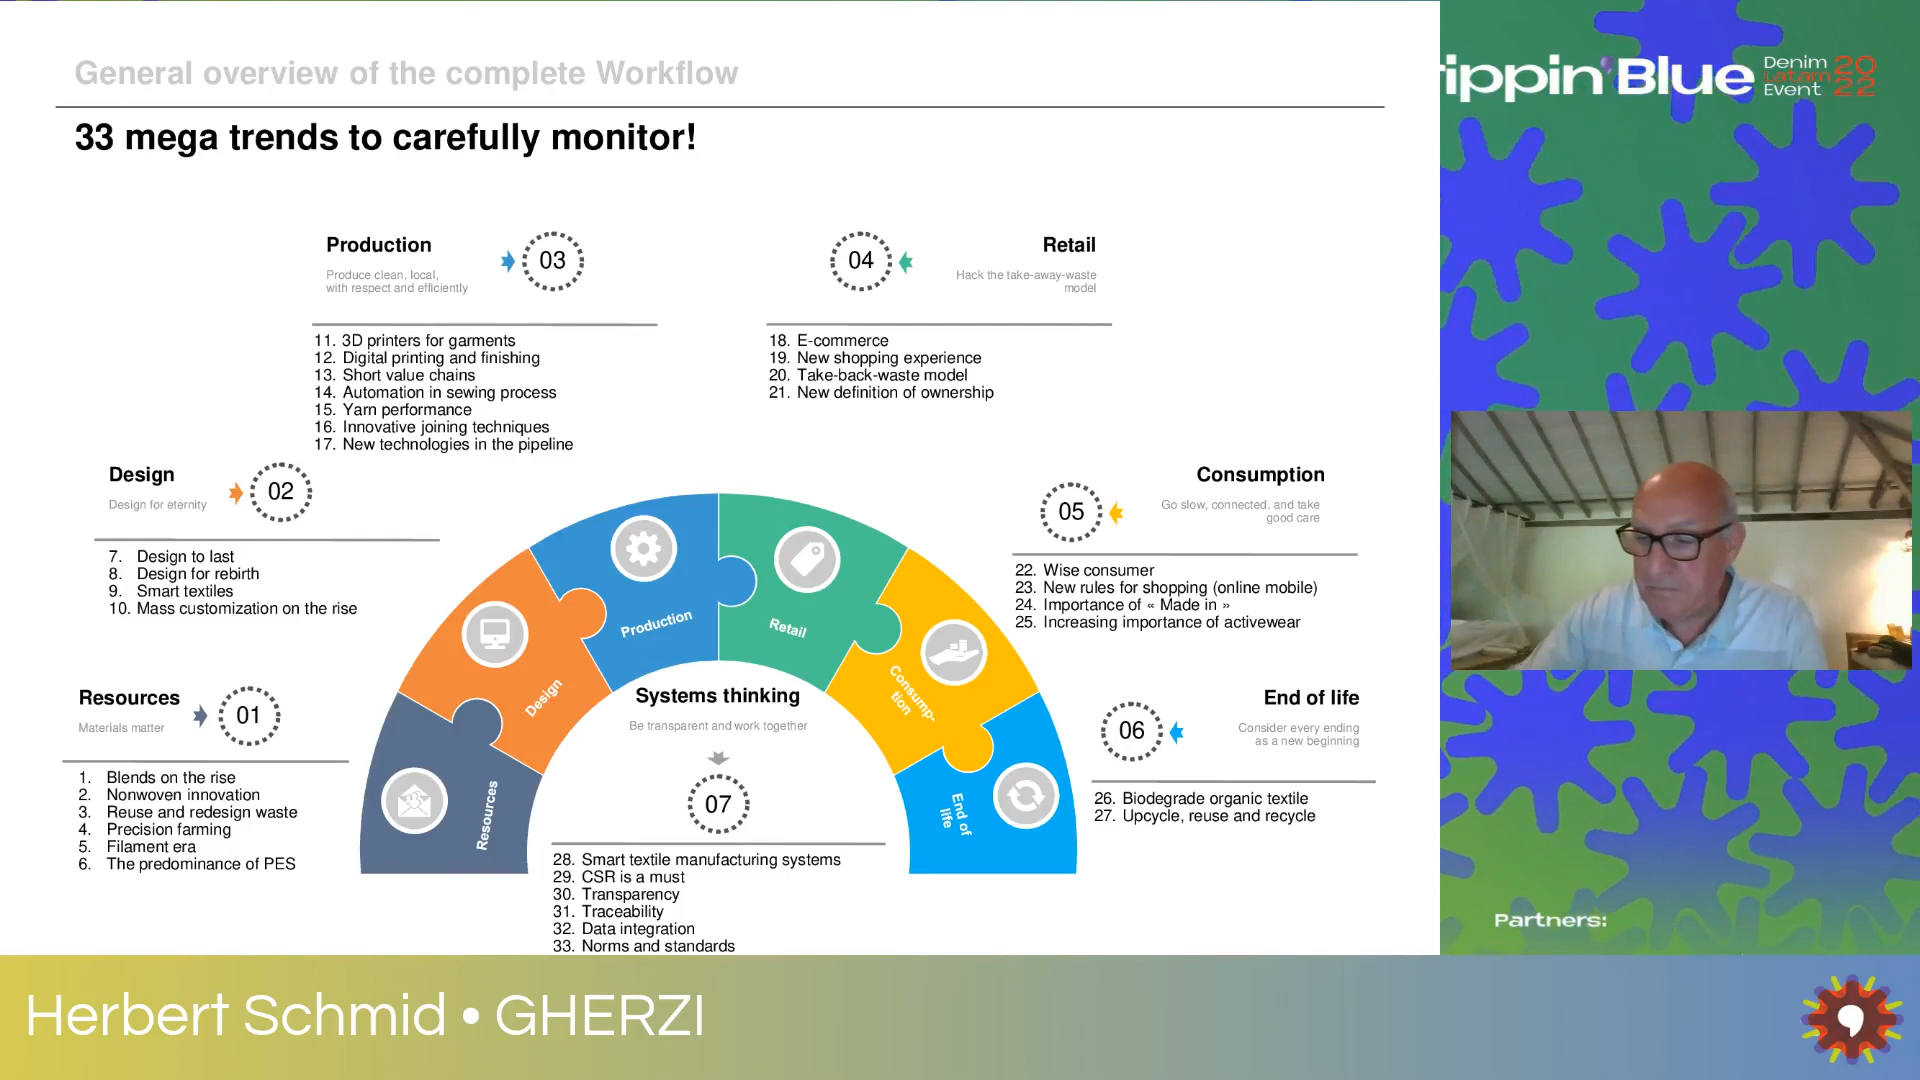 General overview of the complete Workflow
33 mega trends to carefully monitor!
Production
Produce clean, local,
with respect and efficiently
03
11. 3D printers for garments
12. Digital printing and finishing
13. Short value chains
14. Automation in sewing process
15. Yarn performance
16. Innovative joining techniques
17. New technologies in the pipeline
04
Retail
Hack the take-away-waste
model
18. E-commerce
19. New shopping experience
20. Take-back-waste model
21. New definition of ownership
Design
Design for eternity
02
7. Design to last
8. Design for rebirth
9. Smart textiles
10. Mass customization on the rise
05
Consumption
Go slow, connected, and take
good care
22. Wise consumer
23. New rules for shopping (online mobile)
24. Importance of « Made in »
25. Increasing importance of activewear
Resources
Materials matter
01
1. Blends on the rise
2. Nonwoven innovation
3. Reuse and redesign waste
4. Precision farming
5. Filament era
6. The predominance of PES
06
End of life
Consider every ending
as a new beginning
26. Biodegrade organic textile
27. Upcycle, reuse and recycle
Resources
Design
Production
Retail
Consump-
tion
End of
life
Systems thinking
Be transparent and work together
07
28. Smart textile manufacturing systems
29. CSR is a must
30. Transparency
31. Traceability
32. Data integration
33. Norms and standards
rippin' Blue
Denim
Latam
Event
20
22
Partners:
Herbert Schmid • GHERZI